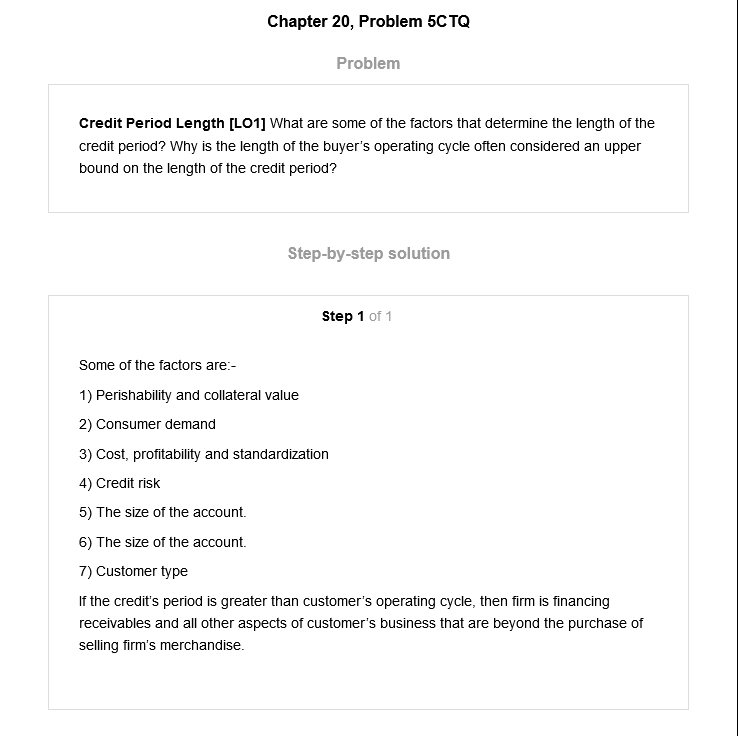 Chapter 20, Problem 5CTQ
Problem
Credit Period Length [LO1] What are some of the factors that determine the length of the
credit period? Why is the length of the buyer's operating cycle often considered an upper
bound on the length of the credit period?
Step-by-step solution
Step 1 of 1
Some of the factors are:-
1) Perishability and collateral value
2) Consumer demand
3) Cost, profitability and standardization
4) Credit risk
5) The size of the account.
6) The size of the account.
7) Customer type
If the credit's period is greater than customer's operating cycle, then firm is financing
receivables and all other aspects of customer's business that are beyond the purchase of
selling firm's merchandise.